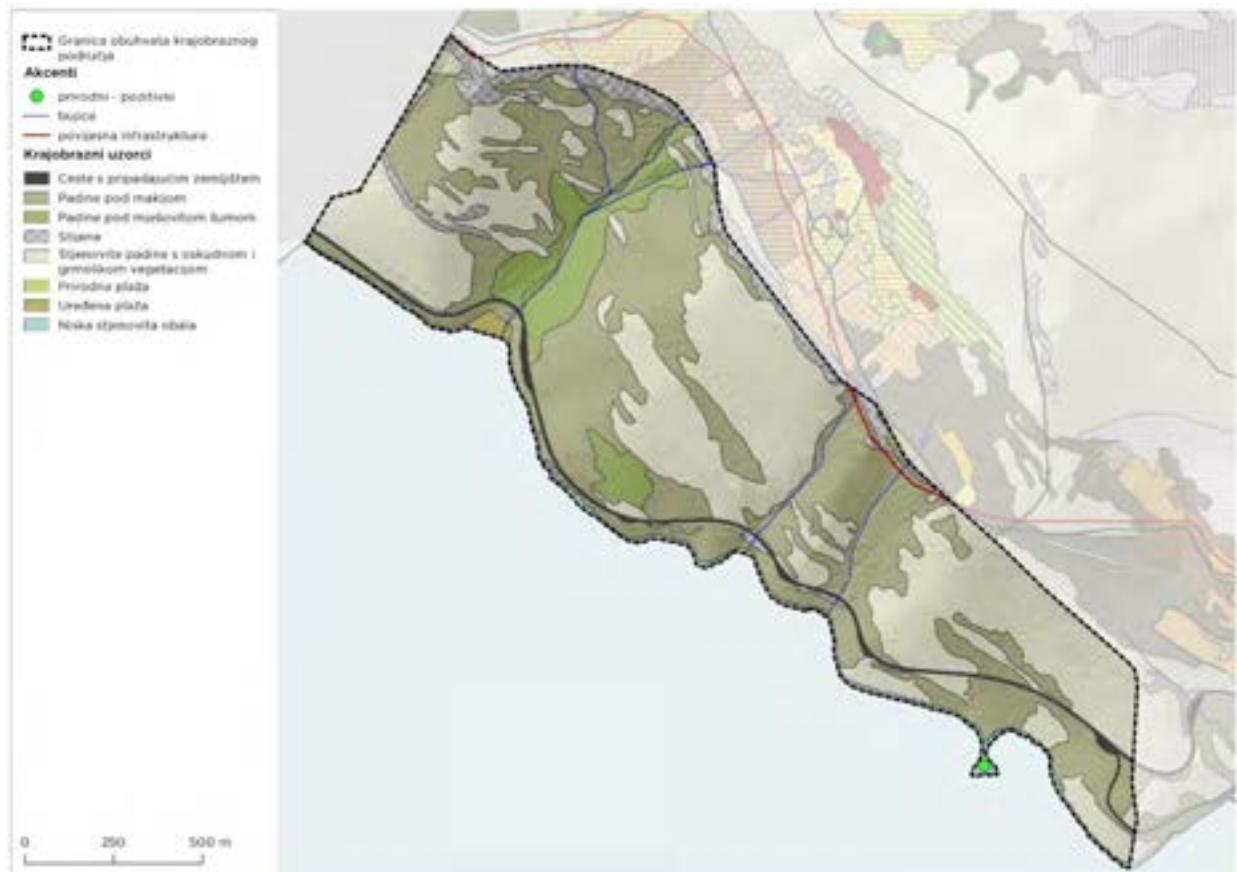 Granica obuhvata krajobraznog
područja
Akcenti
prirodni - pozitivni
bujice
povijesna infrastruktura
Krajobrazni uzorci
Ceste s pripadajućim zemljištem
Padine pod makijom
Padine pod mješovitom šumom
Stijene
Stjenovite padine s oskudnom i
grmolikom vegetacijom
Prirodna plaža
Uređena plaža
Niska stjenovita obala
0 250 500 m